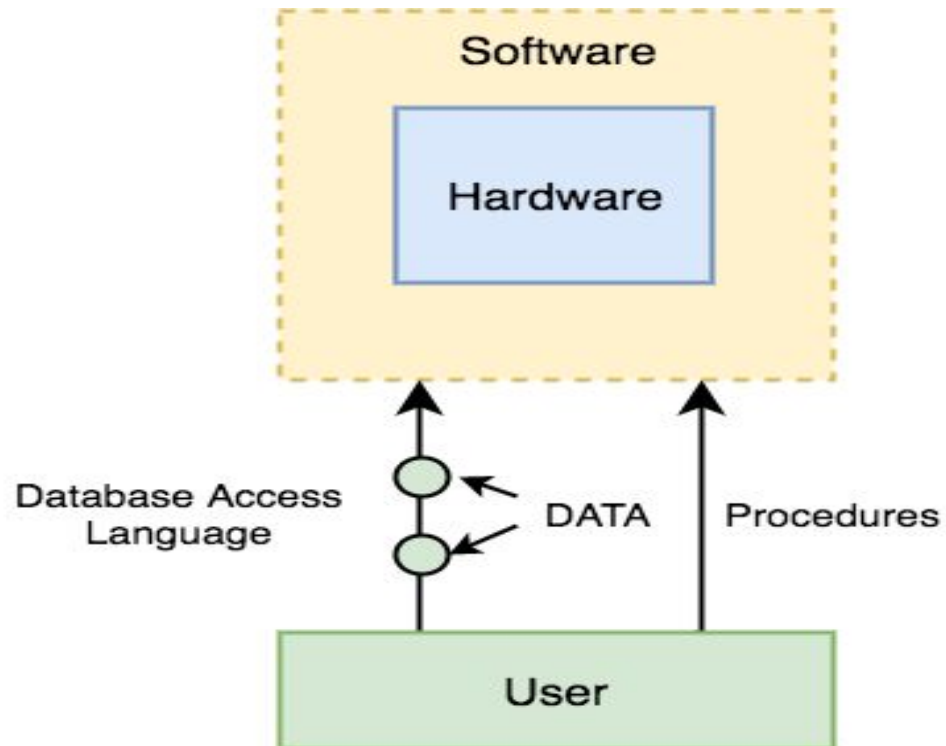 Software
Hardware
Database Access
Language
DATA
Procedures
User